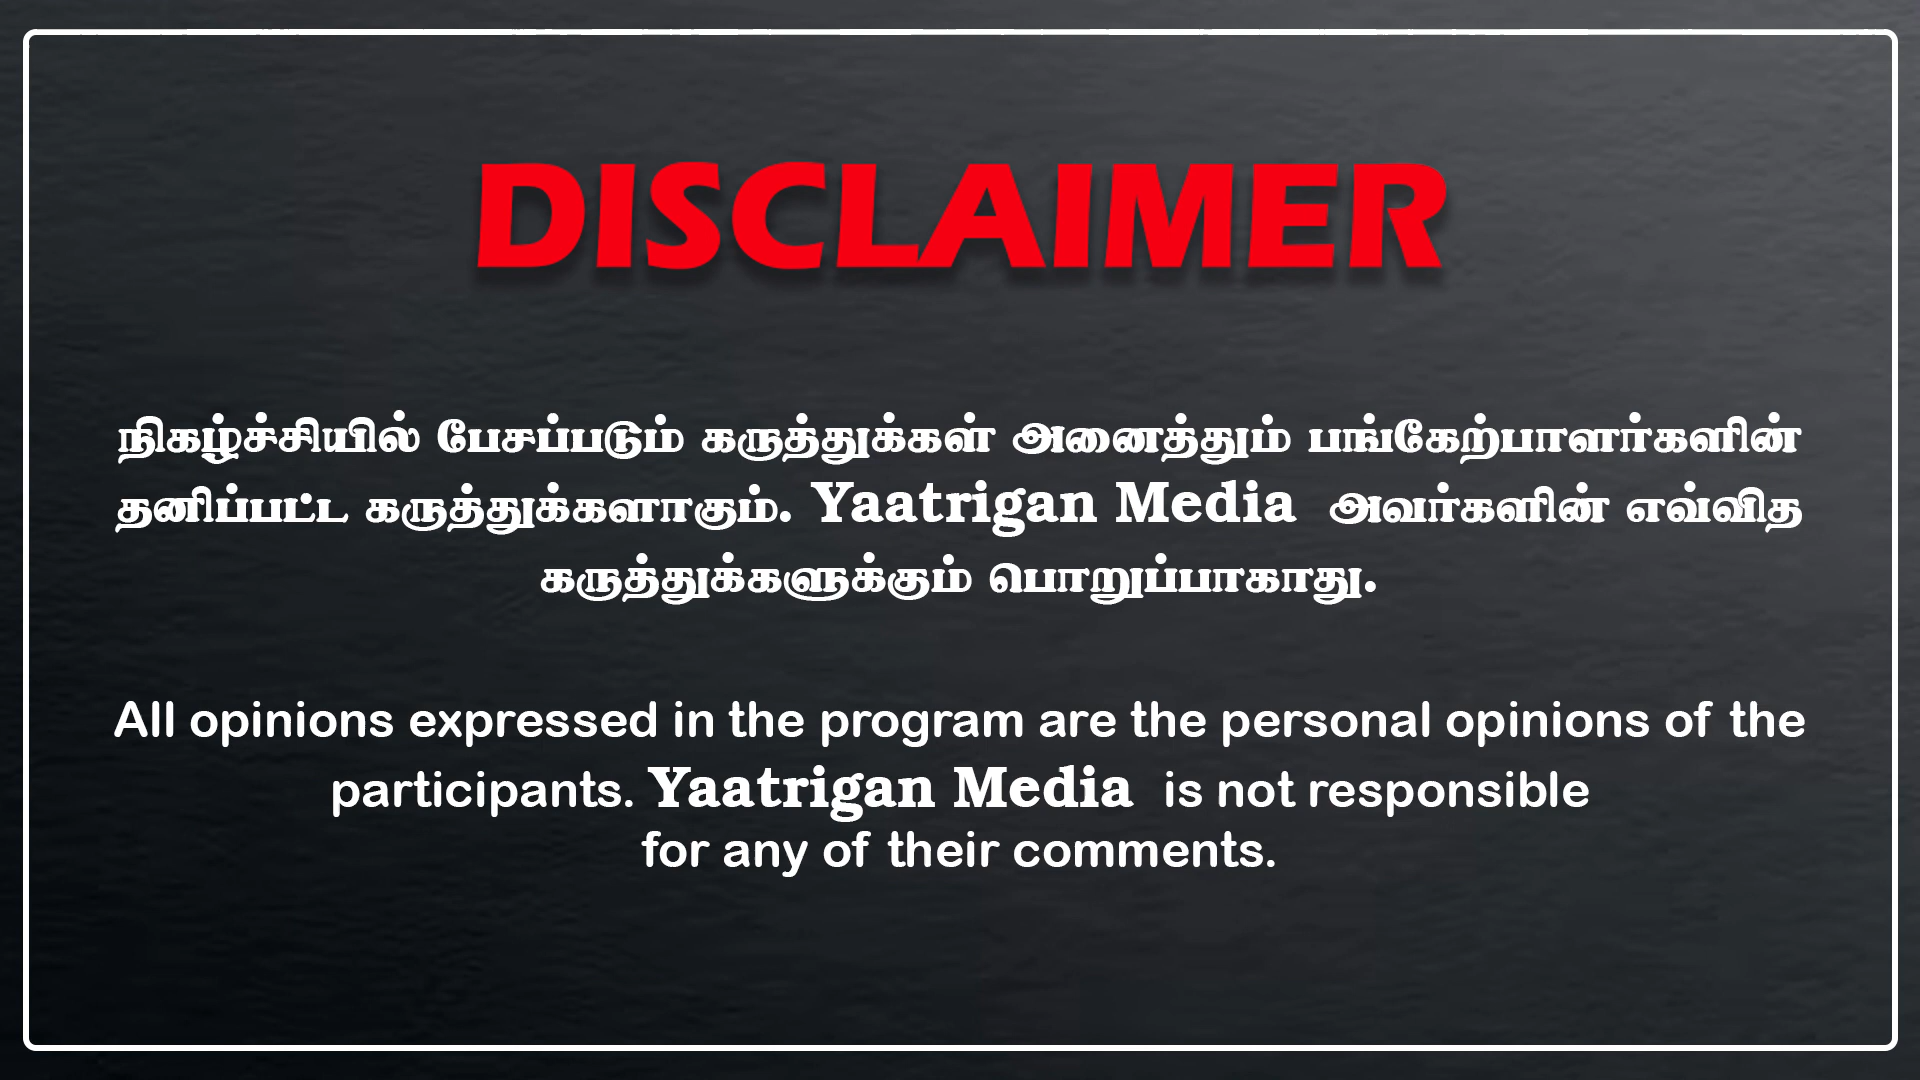 DISCLAIMER
நிகழ்ச்சியில் பேசப்படும் கருத்துக்கள் அனைத்தும் பங்கேற்பாளர்களின்
தனிப்பட்ட கருத்துக்களாகும். Yaatrigan Media அவர்களின் எவ்வித
கருத்துக்களுக்கும் பொறுப்பாகாது.
All opinions expressed in the program are the personal opinions of the
participants. Yaatrigan Media is not responsible
for any of their comments.